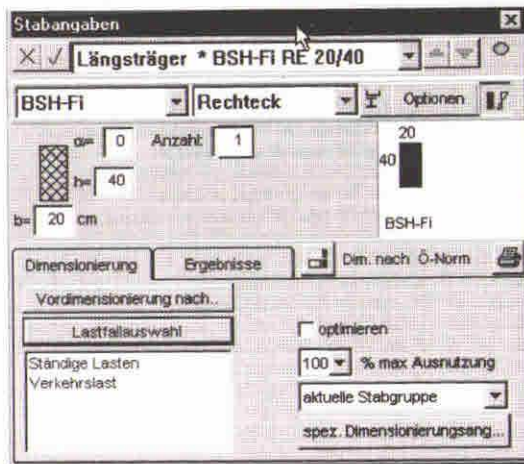 Stabangaben
Längsträger * BSH-Fi RE 20/40
BSH-Fi Rechteck Optionen
α= 0 Anzahl: 1
h= 40
b= 20 cm
20
40
BSH-Fi
Dimensionierung Ergebnisse Dim. nach Ö-Norm
Vordimensionierung nach..
Lastfallauswahl
Ständige Lasten
Verkehrslast
optimieren
100 % max Ausnutzung
aktuelle Stabgruppe
spez. Dimensionierungsang...